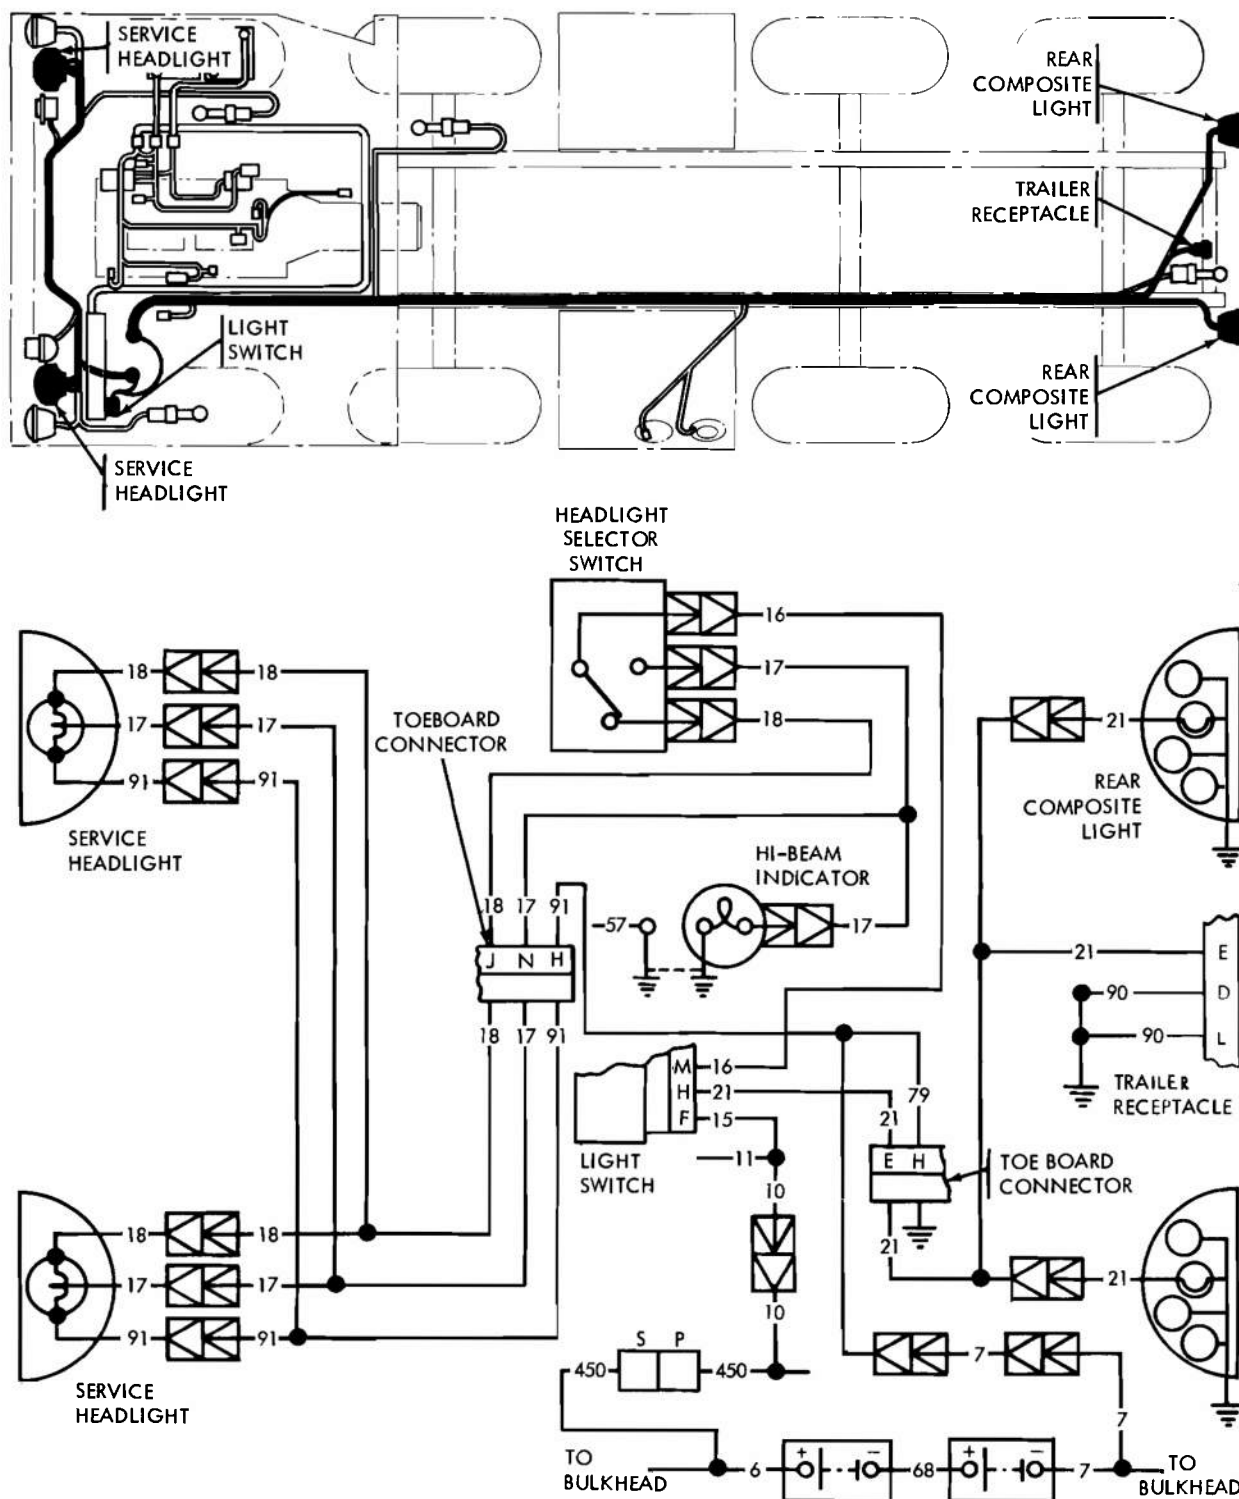 SERVICE
HEADLIGHT
REAR
COMPOSITE
LIGHT
TRAILER
RECEPTACLE
LIGHT
SWITCH
REAR
COMPOSITE
LIGHT
SERVICE
HEADLIGHT
HEADLIGHT
SELECTOR
SWITCH
16
17
18
18
18
17
17
91
91
SERVICE
HEADLIGHT
TOEBOARD
CONNECTOR
21
REAR
COMPOSITE
LIGHT
HI-BEAM
INDICATOR
18 17 91
57
17
J N H
18 17 91
21
E
90
D
90
L
TRAILER
RECEPTACLE
M
16
H
21
F
15
LIGHT
SWITCH
11
10
10
21
79
E H
TOE BOARD
CONNECTOR
21
21
18
18
17
17
91
91
SERVICE
HEADLIGHT
S P
450
450
7
7
TO
BULKHEAD
6
+ −
68
+ −
7
TO
BULKHEAD